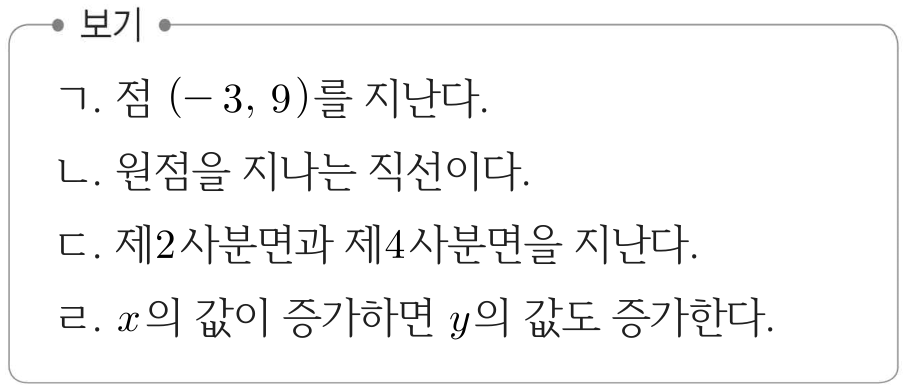 보기
ㄱ. 점 (－3, 9)를 지난다.
ㄴ. 원점을 지나는 직선이다.
ㄷ. 제2사분면과 제4사분면을 지난다.
ㄹ. x의 값이 증가하면 y의 값도 증가한다.